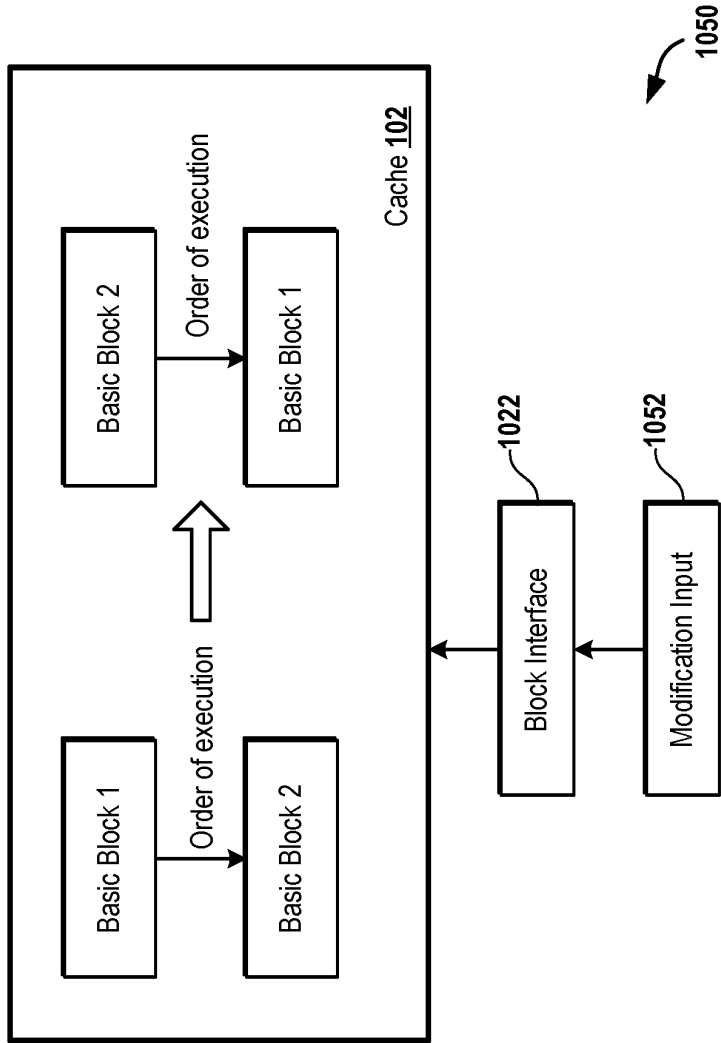 Basic Block 1
Order of execution
Basic Block 2
Basic Block 2
Order of execution
Basic Block 1
Cache 102
Block Interface
1022
Modification Input
1052
1050